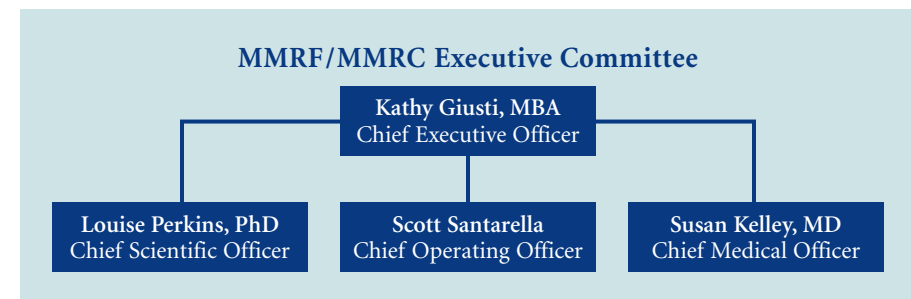 MMRF/MMRC Executive Committee
Kathy Giusti, MBA
Chief Executive Officer
Louise Perkins, PhD
Chief Scientific Officer
Scott Santarella
Chief Operating Officer
Susan Kelley, MD
Chief Medical Officer